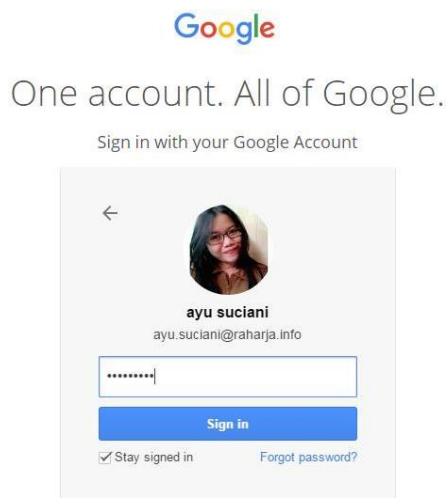 Google
One account. All of Google.
Sign in with your Google Account
ayu suciani
ayu.suciani@raharja.info
•••••••••
Sign in
Stay signed in
Forgot password?